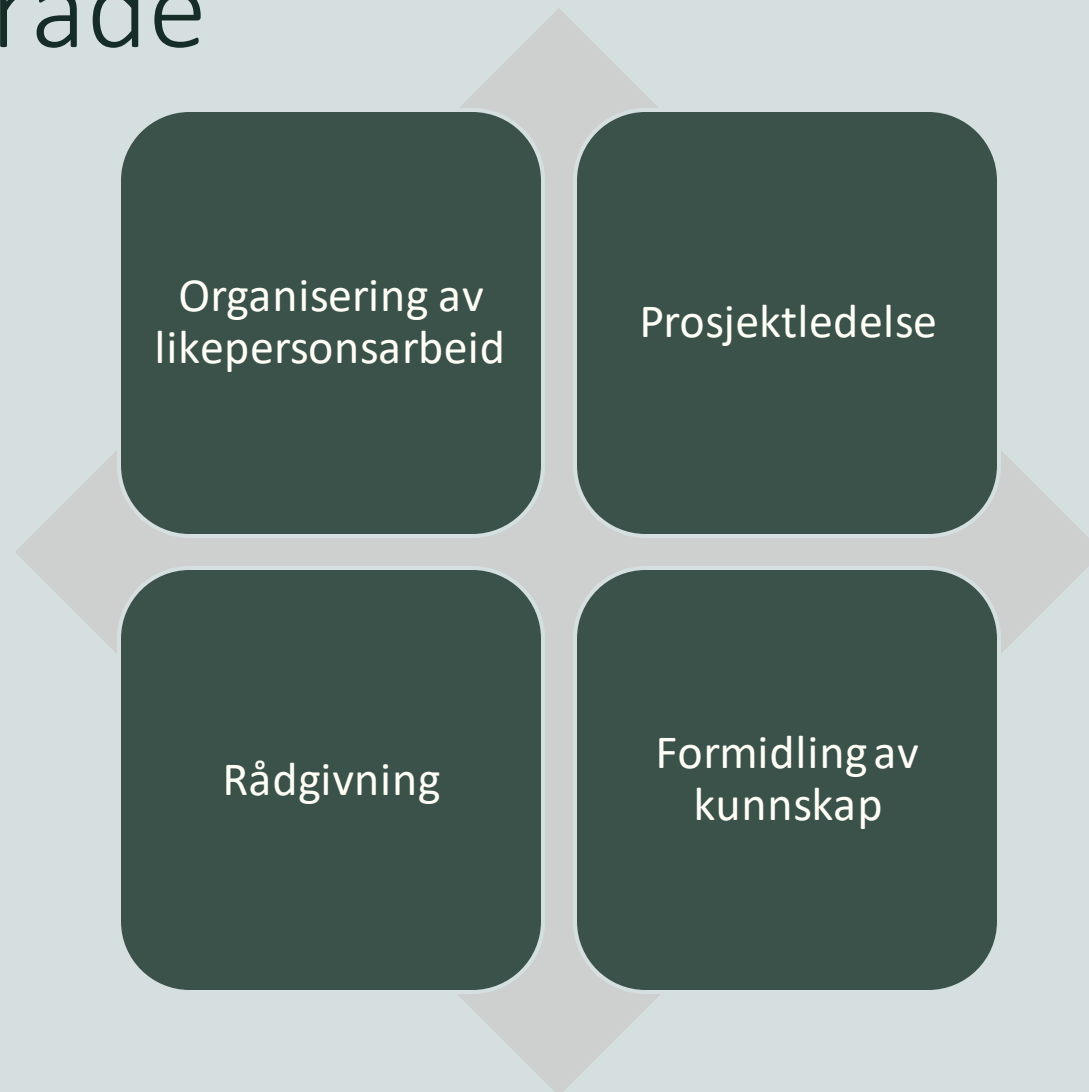 råde
Organisering av
likepersonsarbeid
Prosjektledelse
Rådgivning
Formidling av
kunnskap